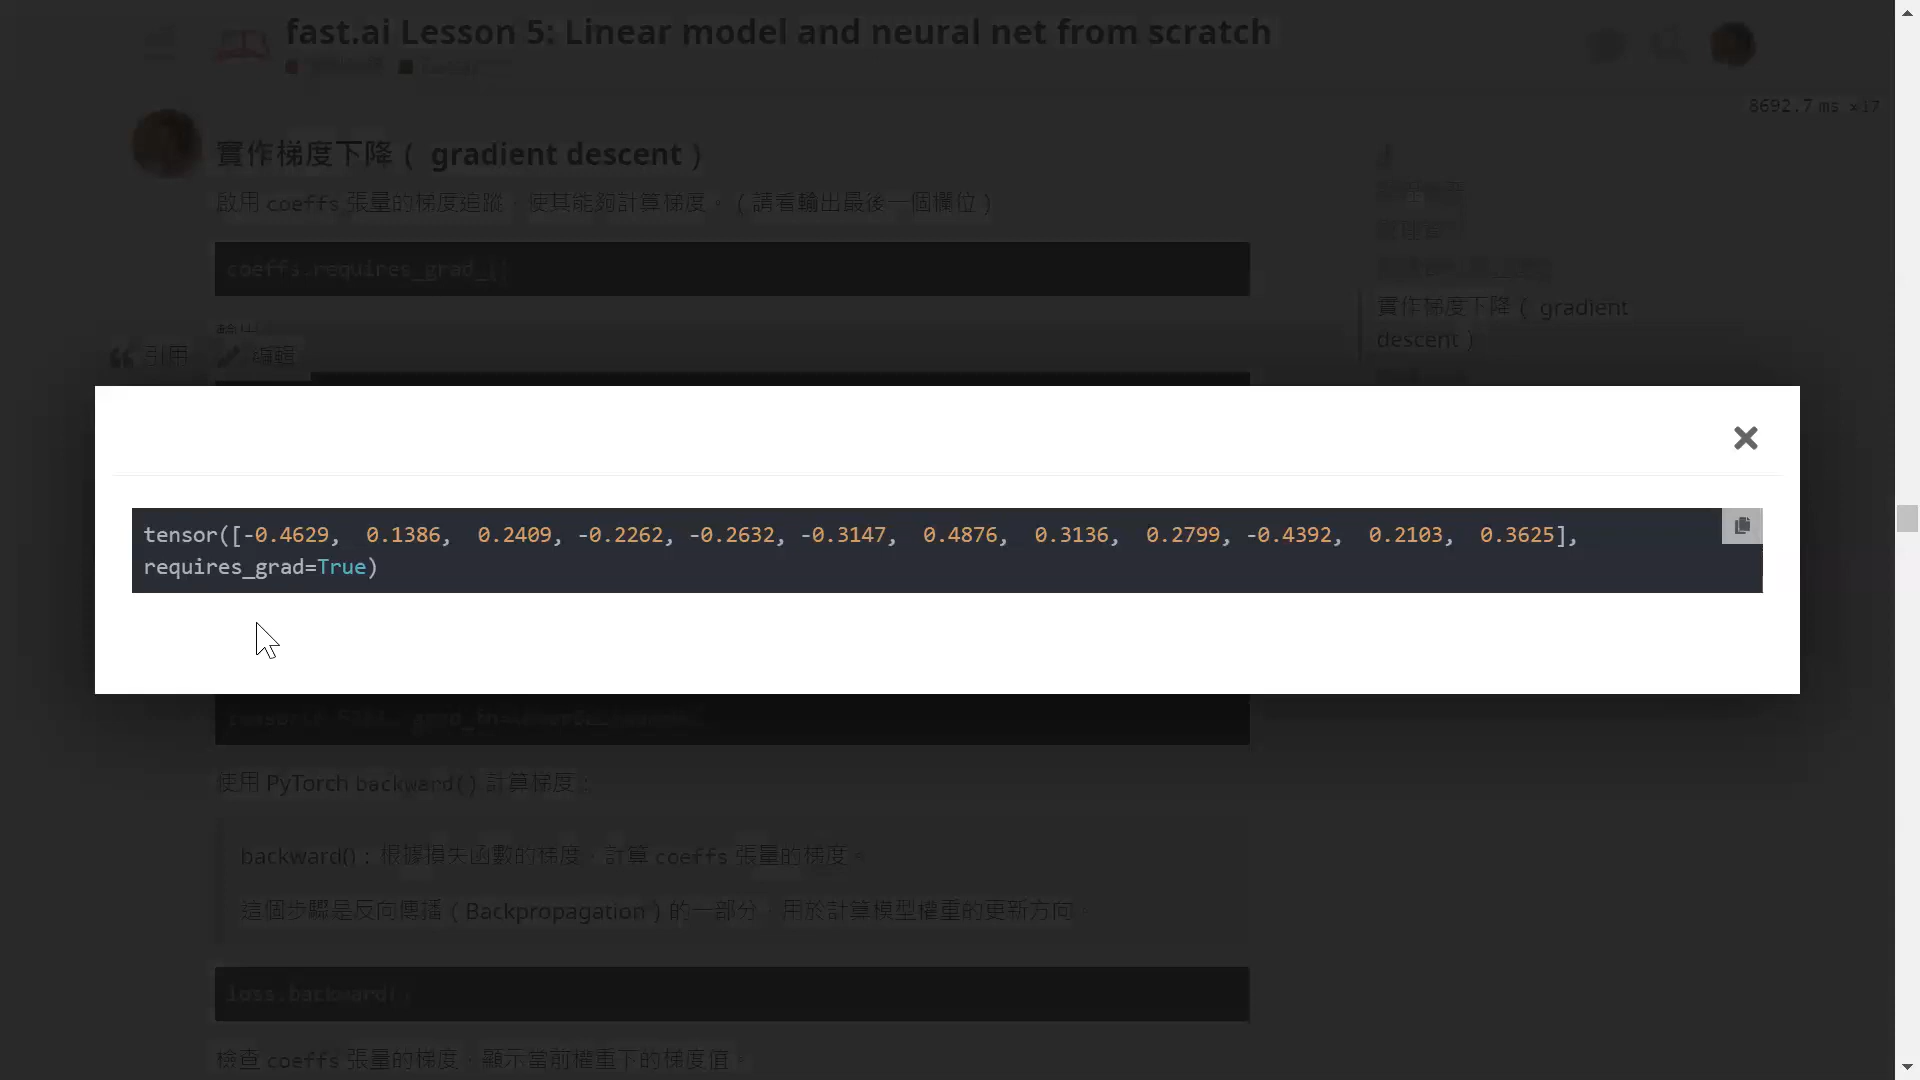 fast.ai Lesson 5: Linear model and neural net from scratch
8692.7 ms ×17
實作梯度下降（ gradient descent ）
啟用 coeffs 張量的梯度追蹤，使其能夠計算梯度。（請看輸出最後一個欄位）
coeffs.requires_grad_()
引用 編輯
實作梯度下降（ gradient
descent ）
tensor([-0.4629, 0.1386, 0.2409, -0.2262, -0.2632, -0.3147, 0.4876, 0.3136, 0.2799, -0.4392, 0.2103, 0.3625],
requires_grad=True)
使用 PyTorch backward() 計算梯度：
backward()：根據損失函數的梯度，計算 coeffs 張量的梯度。
這個步驟是反向傳播（Backpropagation）的一部分，用於計算模型權重的更新方向。
loss.backward()
檢查 coeffs 張量的梯度，顯示當前權重下的梯度值。